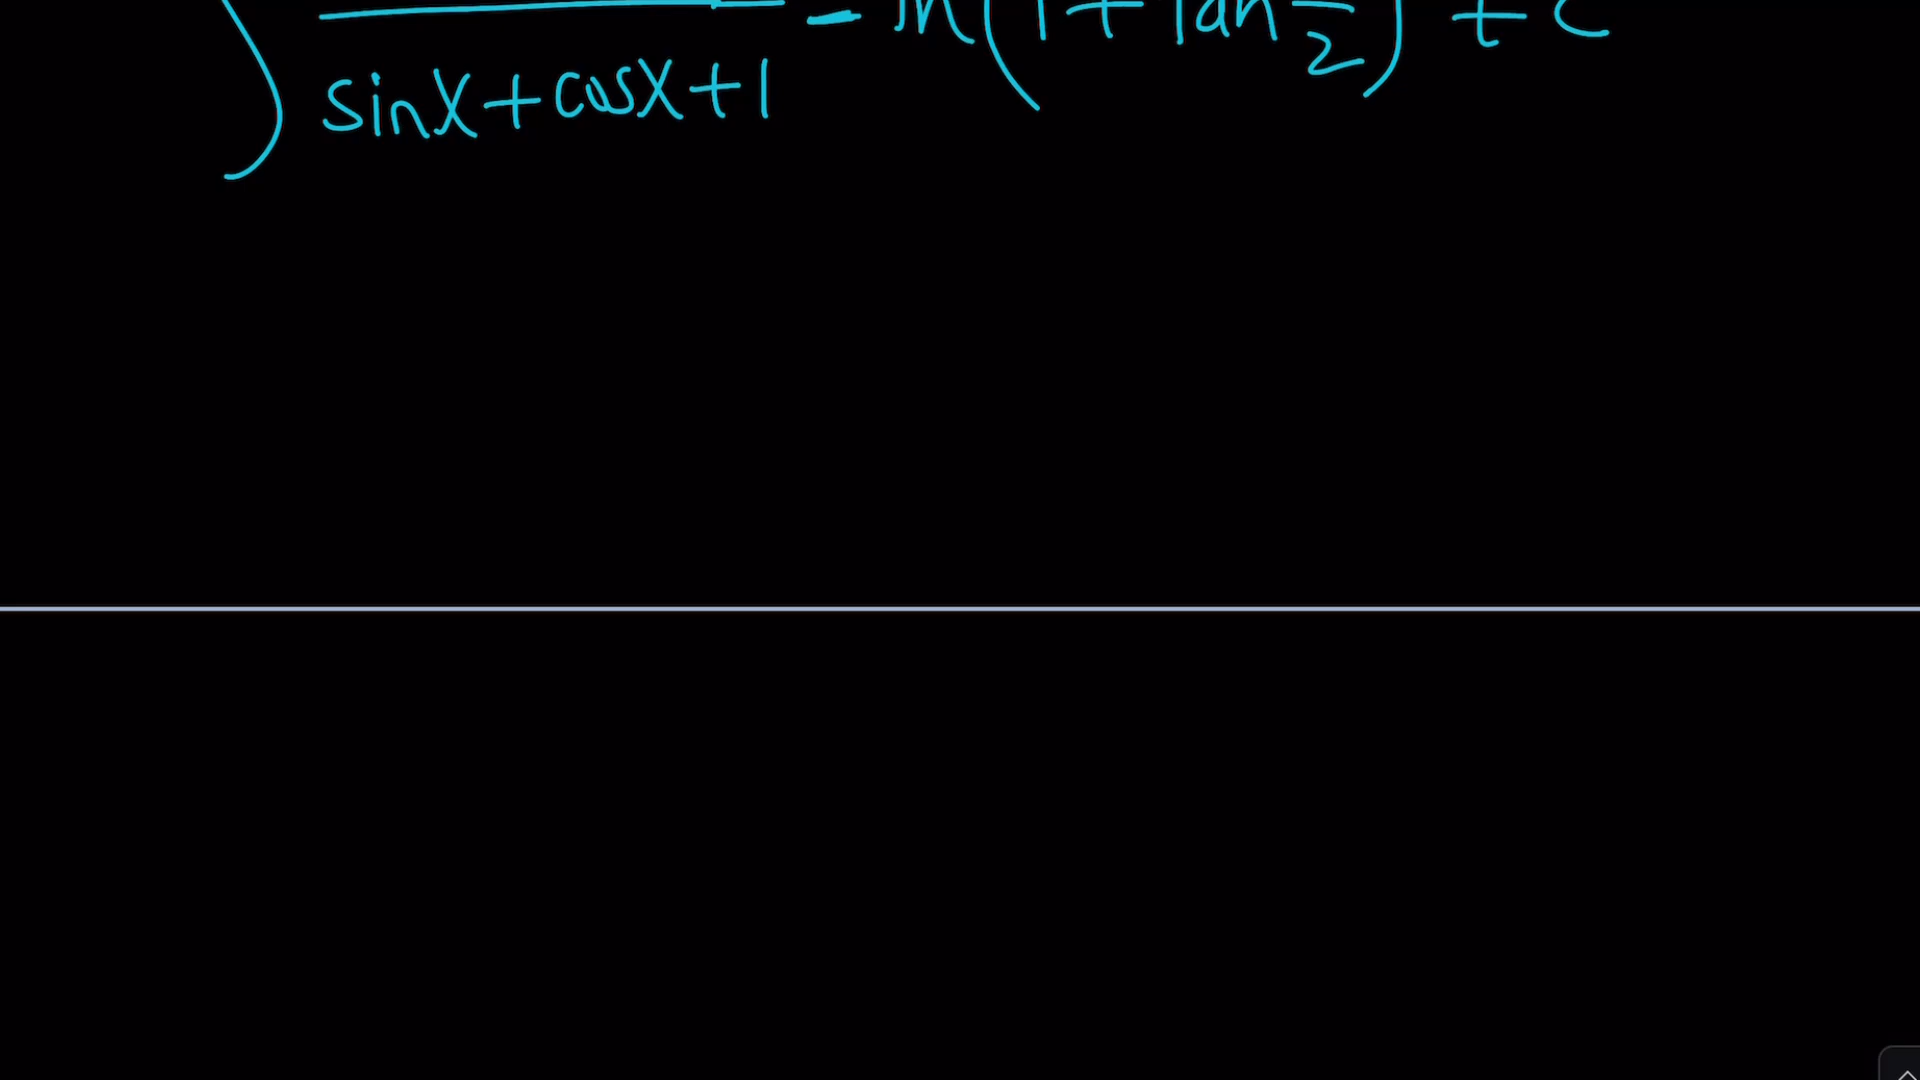 ∫ ―――――― = ln(1 + tan ―/2) + C
sinx + cosx + 1